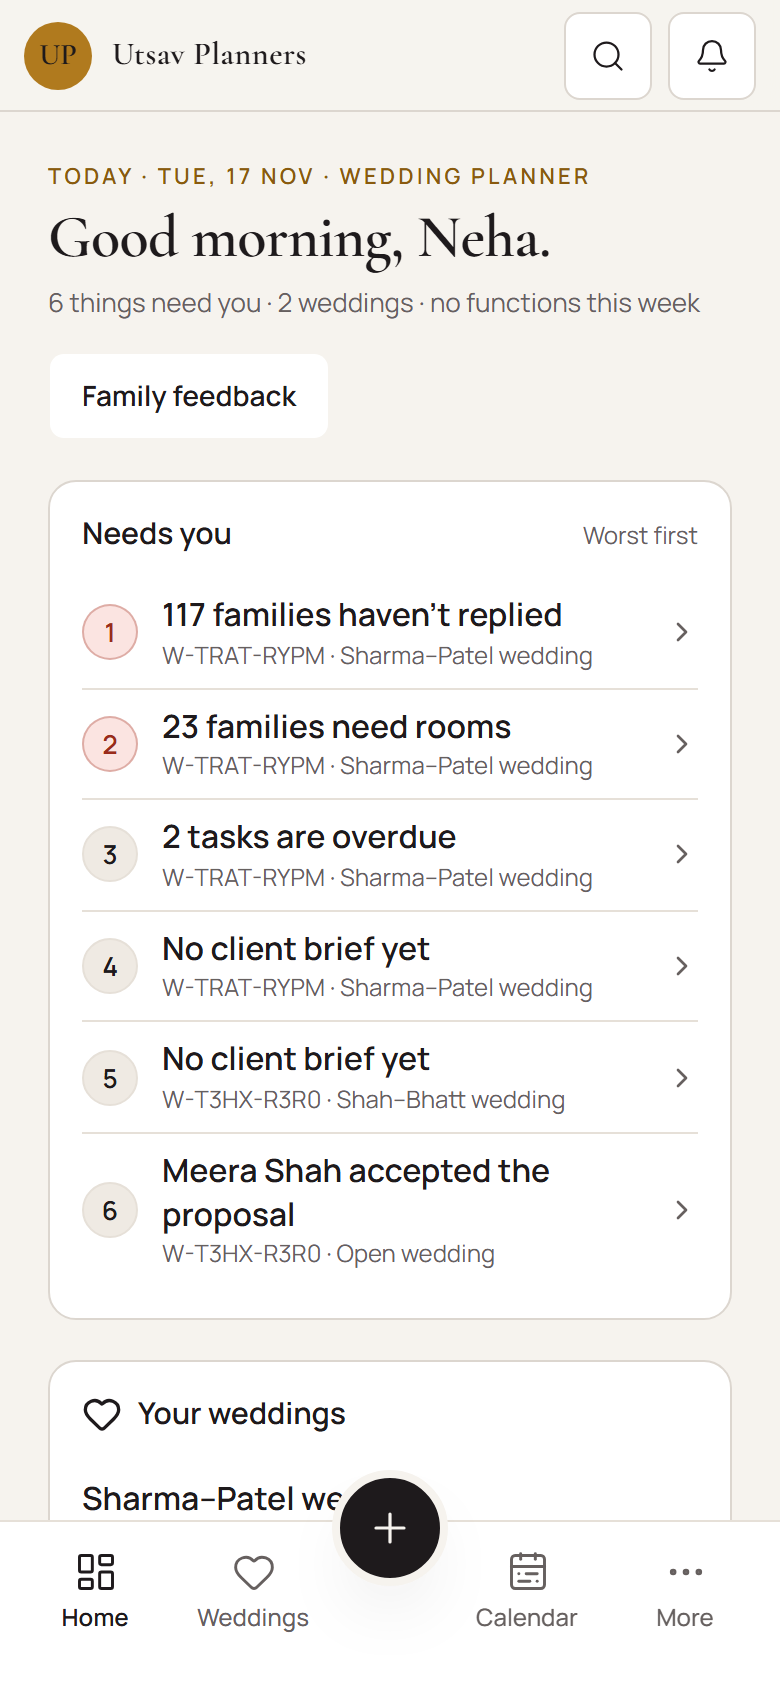 UP Utsav Planners
TODAY · TUE, 17 NOV · WEDDING PLANNER
Good morning, Neha.
6 things need you · 2 weddings · no functions this week
Family feedback
Needs you Worst first
1 117 families haven’t replied
W-TRAT-RYPM · Sharma–Patel wedding
2 23 families need rooms
W-TRAT-RYPM · Sharma–Patel wedding
3 2 tasks are overdue
W-TRAT-RYPM · Sharma–Patel wedding
4 No client brief yet
W-TRAT-RYPM · Sharma–Patel wedding
5 No client brief yet
W-T3HX-R3R0 · Shah–Bhatt wedding
6 Meera Shah accepted the
proposal
W-T3HX-R3R0 · Open wedding
Your weddings
Sharma–Patel we
Home Weddings Calendar More